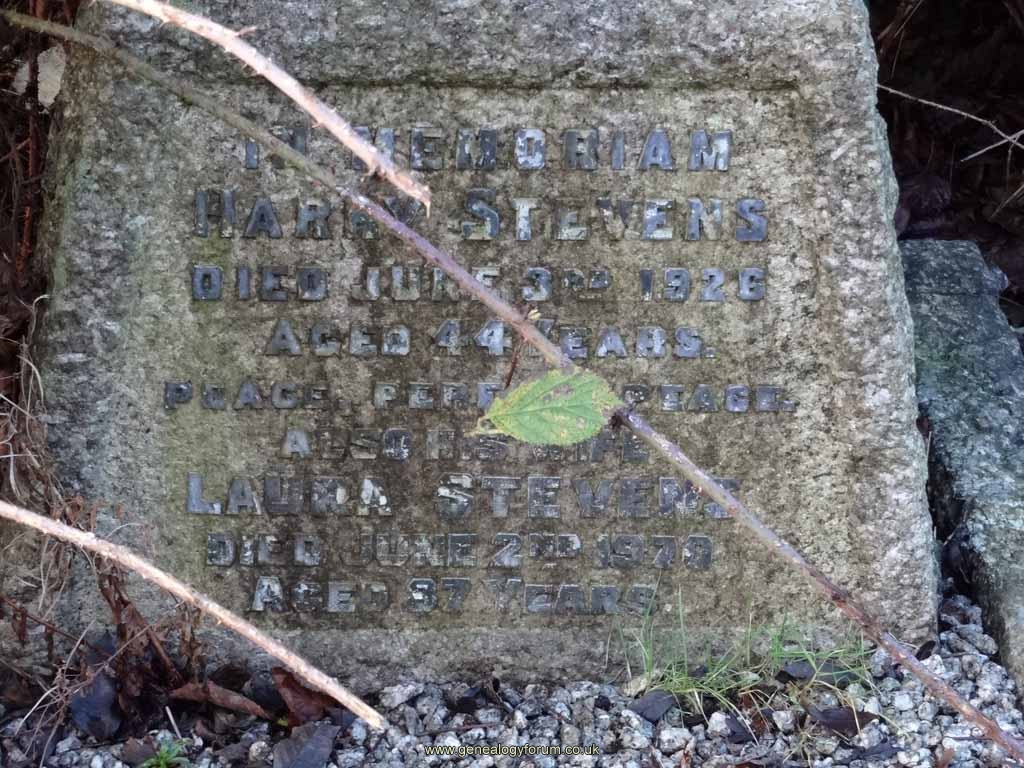 IN MEMORIAM
HARRY STEVENS
DIED JUNE 3RD 1926
AGED 44 YEARS.
PEACE, PERFECT PEACE.
ALSO HIS WIFE
LAURA STEVENS
DIED JUNE 2ND 1970
AGED 87 YEARS
www.genealogyforum.co.uk